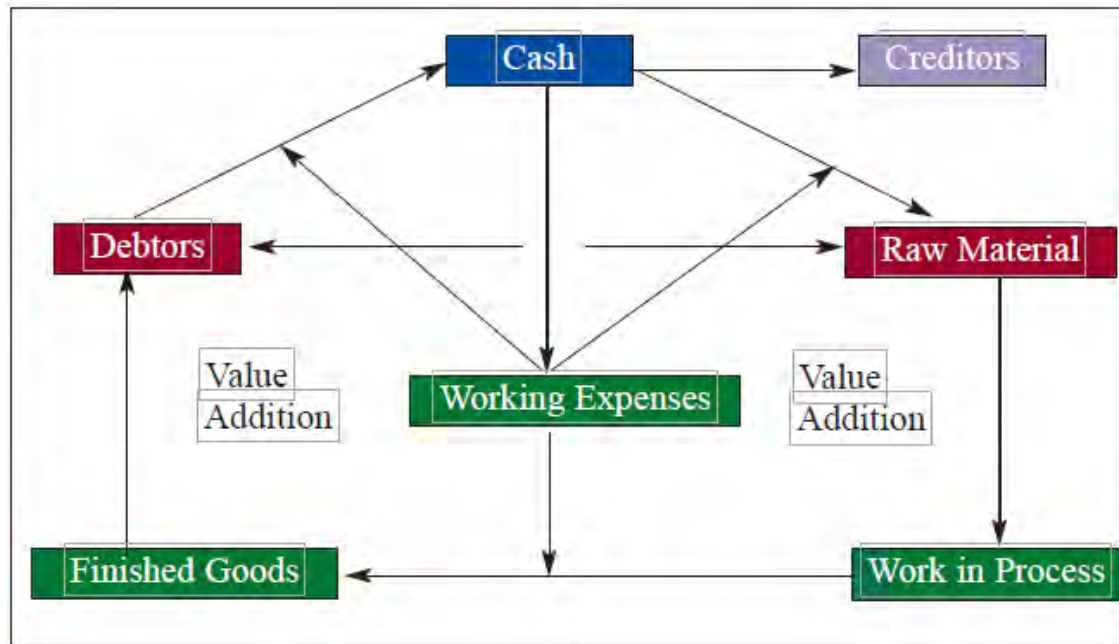 Cash
Creditors
Debtors
Raw Material
Value
Addition
Working Expenses
Value
Addition
Finished Goods
Work in Process